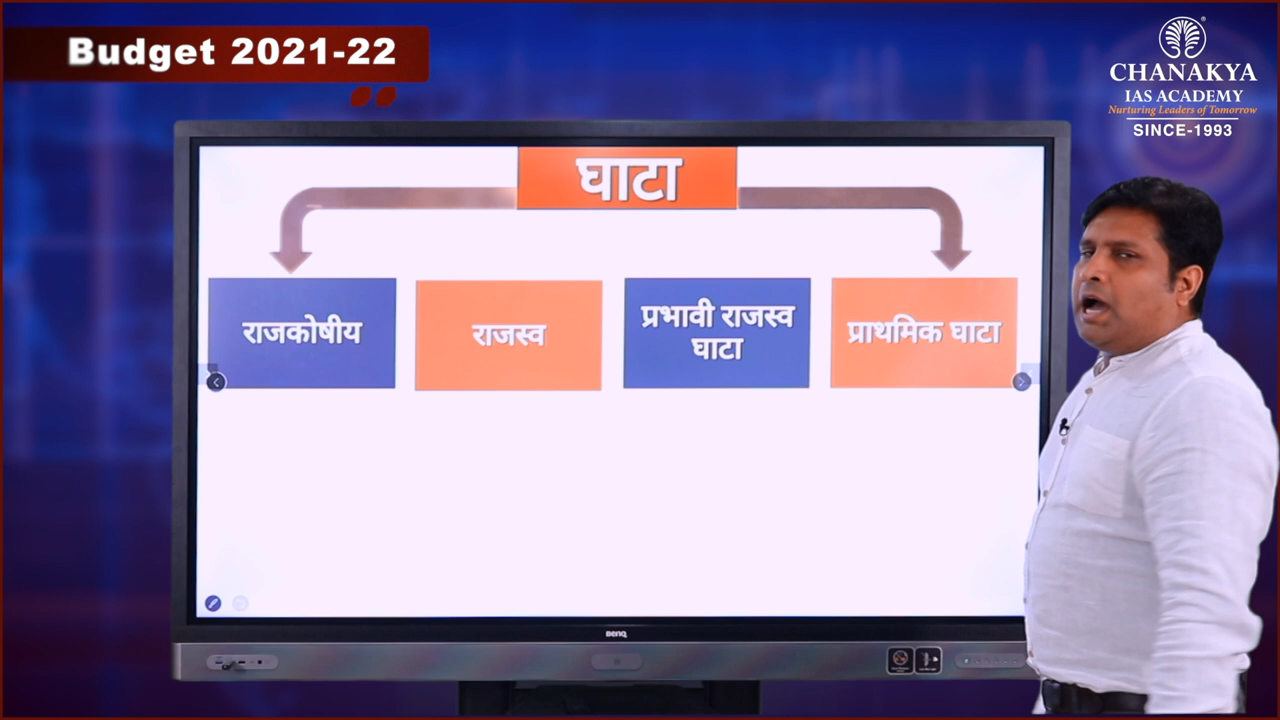 Budget 2021-22
CHANAKYA
IAS ACADEMY
Nurturing Leaders of Tomorrow
SINCE-1993
घाटा
राजकोषीय
राजस्व
प्रभावी राजस्व
घाटा
प्राथमिक घाटा
BenQ